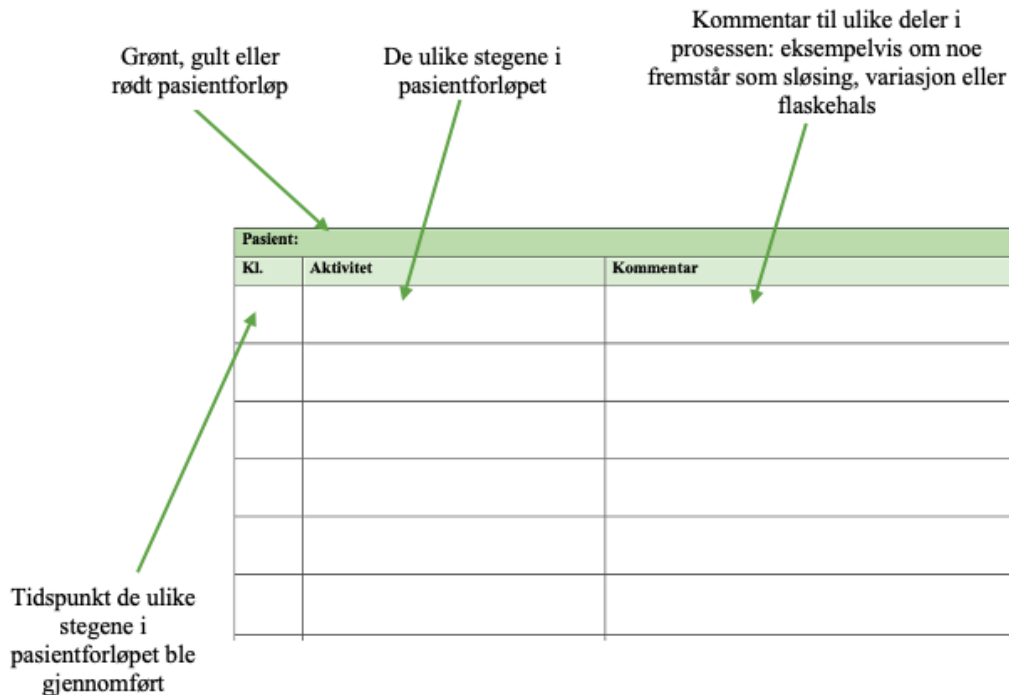 Grønt, gult eller
rødt pasientforløp
De ulike stegene i
pasientforløpet
Kommentar til ulike deler i
prosessen: eksempelvis om noe
fremstår som sløsing, variasjon eller
flaskehals
Pasient:
Kl. Aktivitet Kommentar
Tidspunkt de ulike
stegene i
pasientforløpet ble
gjennomført